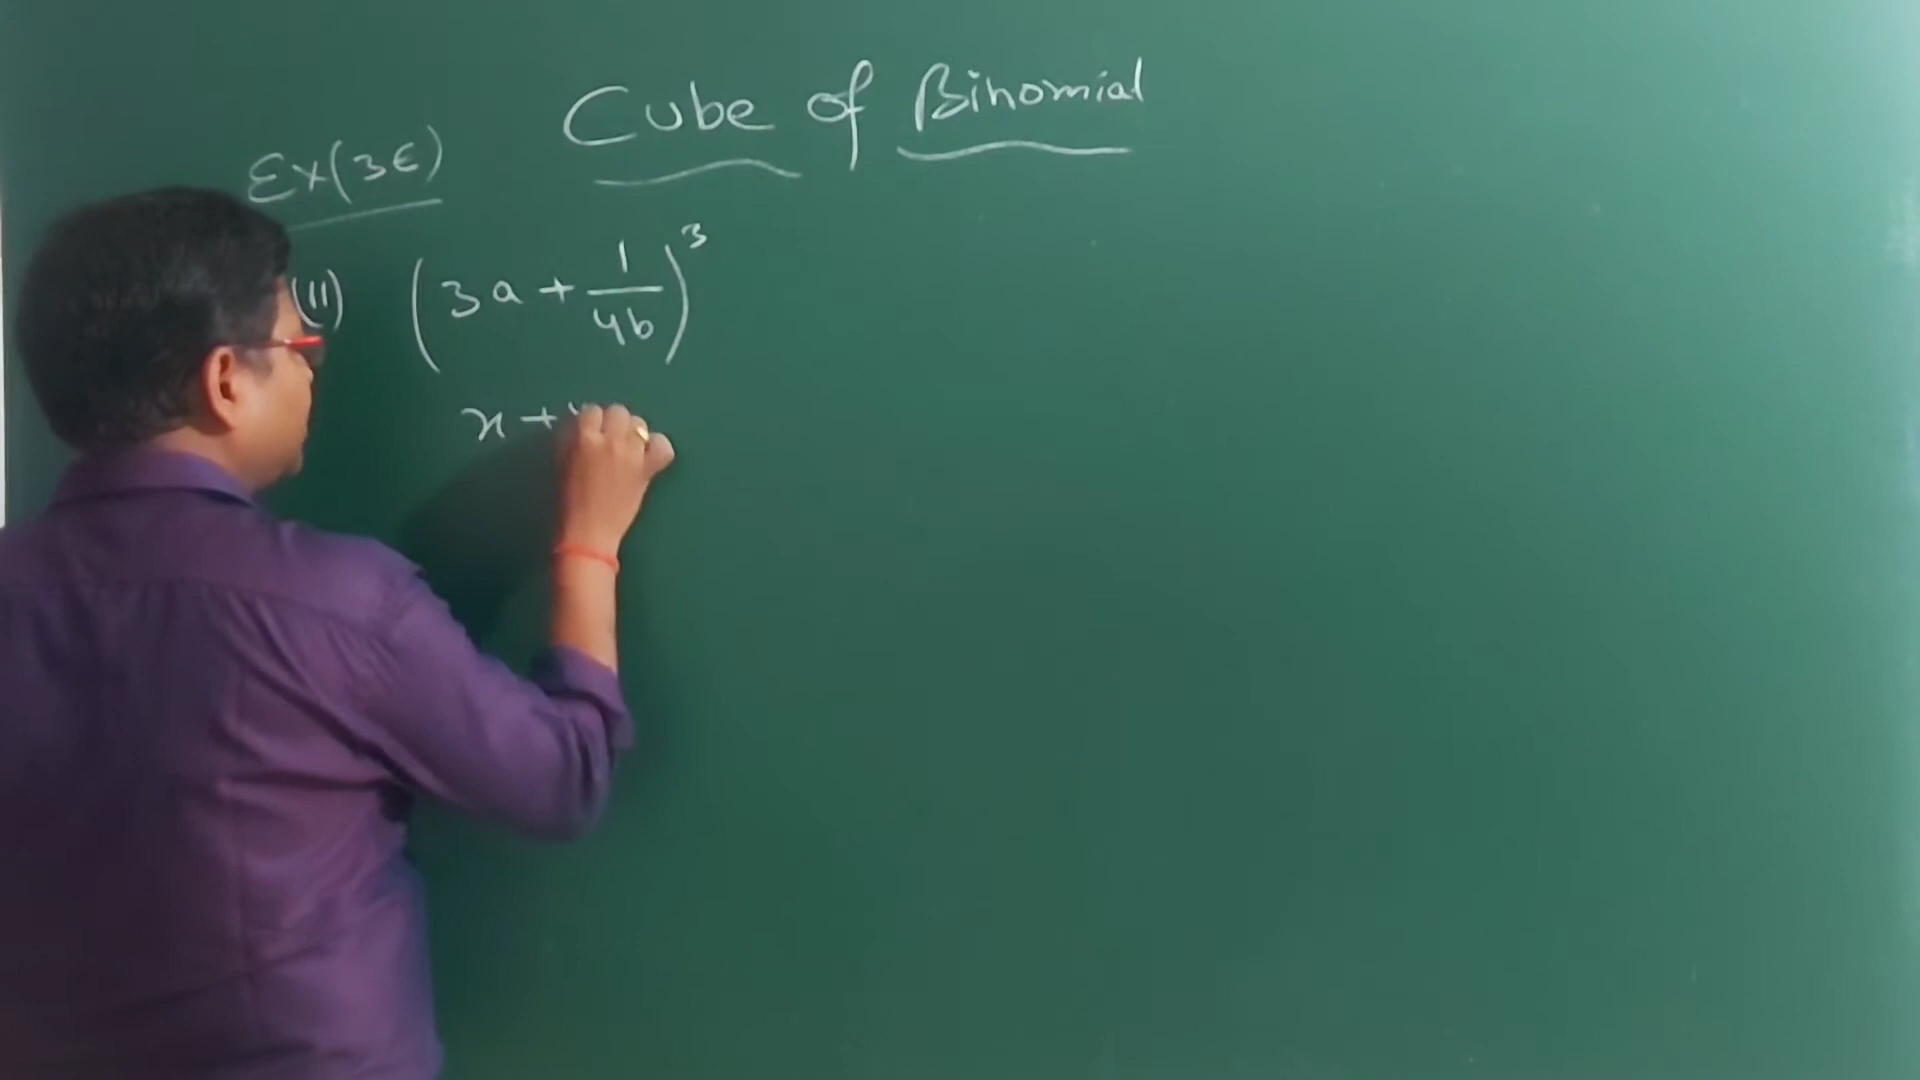 Cube of Binomial
Ex(3E)
(11) (3a + 1/4b)³
x +